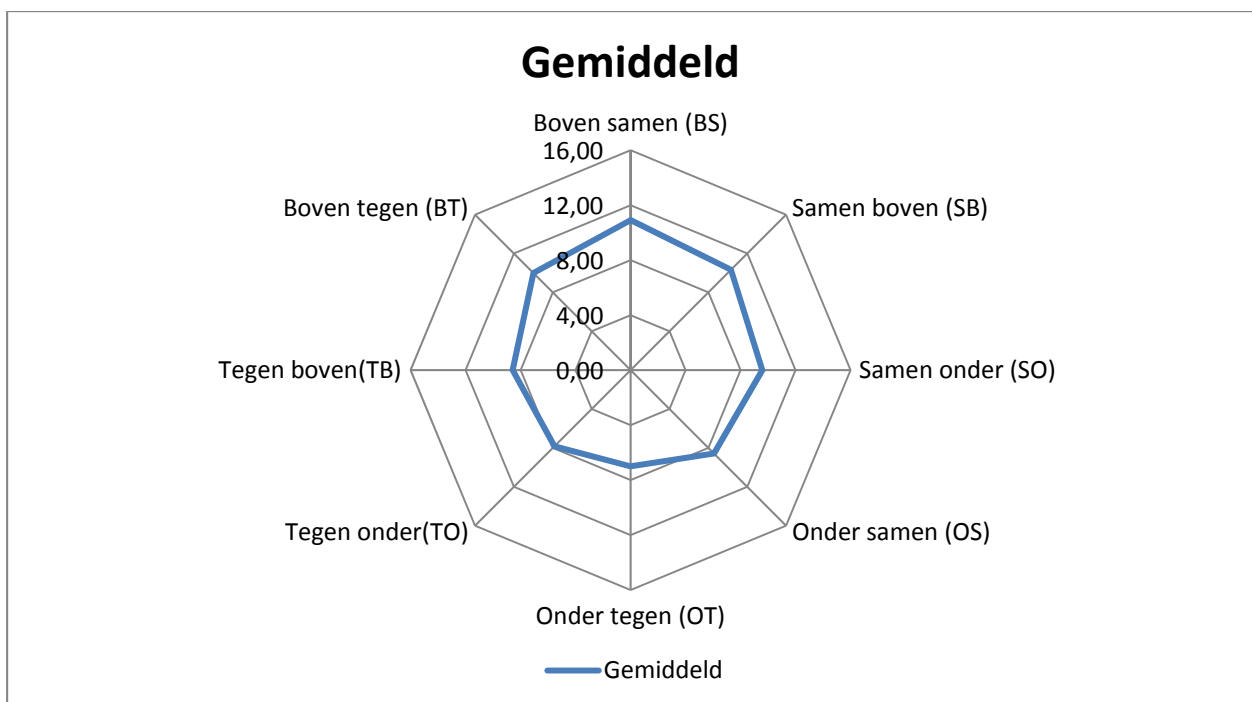 Gemiddeld
Boven samen (BS)
16,00
Boven tegen (BT)
Samen boven (SB)
12,00
8,00
4,00
Tegen boven(TB)
0,00
Samen onder (SO)
Tegen onder(TO)
Onder samen (OS)
Onder tegen (OT)
Gemiddeld